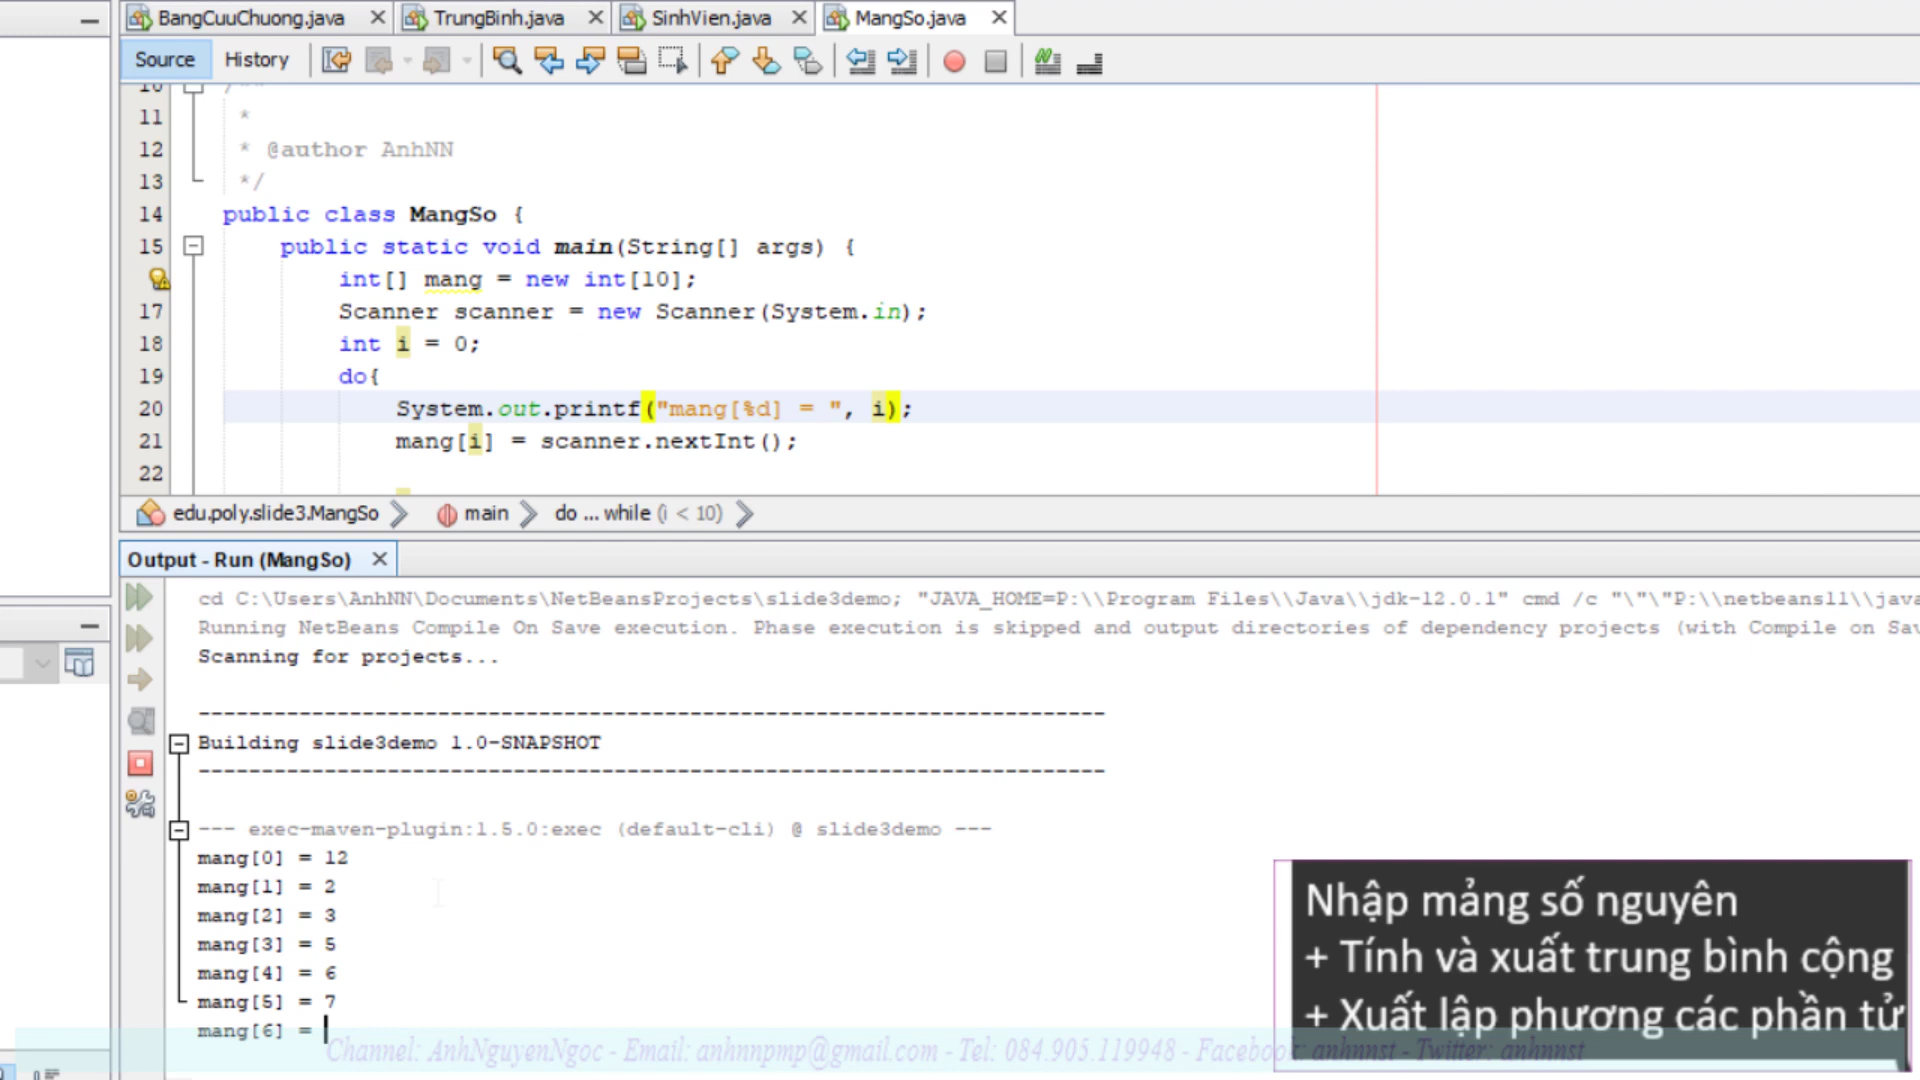 BangCuuChuong.java
TrungBinh.java
SinhVien.java
MangSo.java
Source
History
10 /**
11 *
12 * @author AnhNN
13 */
14 public class MangSo {
15 public static void main(String[] args) {
int[] mang = new int[10];
17 Scanner scanner = new Scanner(System.in);
18 int i = 0;
19 do{
20 System.out.printf("mang[%d] = ", i);
21 mang[i] = scanner.nextInt();
22
edu.poly.slide3.MangSo
main
do ... while (i < 10)
Output - Run (MangSo)
cd C:\Users\AnhNN\Documents\NetBeansProjects\slide3demo; "JAVA_HOME=P:\\Program Files\\Java\\jdk-12.0.1" cmd /c "\"\"P:\\netbeans11\\java
Running NetBeans Compile On Save execution. Phase execution is skipped and output directories of dependency projects (with Compile on Sav
Scanning for projects...
------------------------------------------------------------------------
Building slide3demo 1.0-SNAPSHOT
------------------------------------------------------------------------
--- exec-maven-plugin:1.5.0:exec (default-cli) @ slide3demo ---
mang[0] = 12
mang[1] = 2
mang[2] = 3
mang[3] = 5
mang[4] = 6
mang[5] = 7
mang[6] =
Nhập mảng số nguyên
+ Tính và xuất trung bình cộng
+ Xuất lập phương các phần tử
Channel: AnhNguyenNgoc - Email: anhnnpmp@gmail.com - Tel: 084.905.119948 - Facebook: anhnnst - Twitter: anhnnst